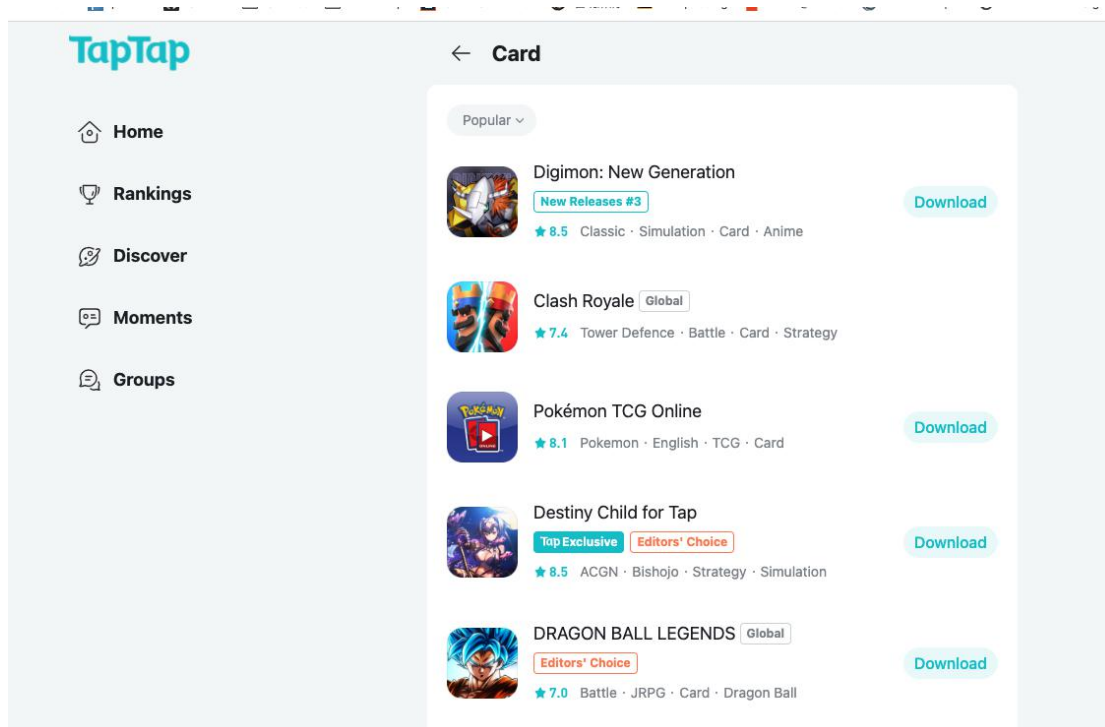 TapTap
← Card
Home
Rankings
Discover
Moments
Groups
Popular
Digimon: New Generation
New Releases #3
Download
★ 8.5 Classic · Simulation · Card · Anime
Clash Royale Global
★ 7.4 Tower Defence · Battle · Card · Strategy
Pokémon TCG Online
Download
★ 8.1 Pokemon · English · TCG · Card
POKéMON
ONLINE
Destiny Child for Tap
Tap Exclusive Editors' Choice
Download
★ 8.5 ACGN · Bishojo · Strategy · Simulation
DRAGON BALL LEGENDS Global
Editors' Choice
Download
★ 7.0 Battle · JRPG · Card · Dragon Ball